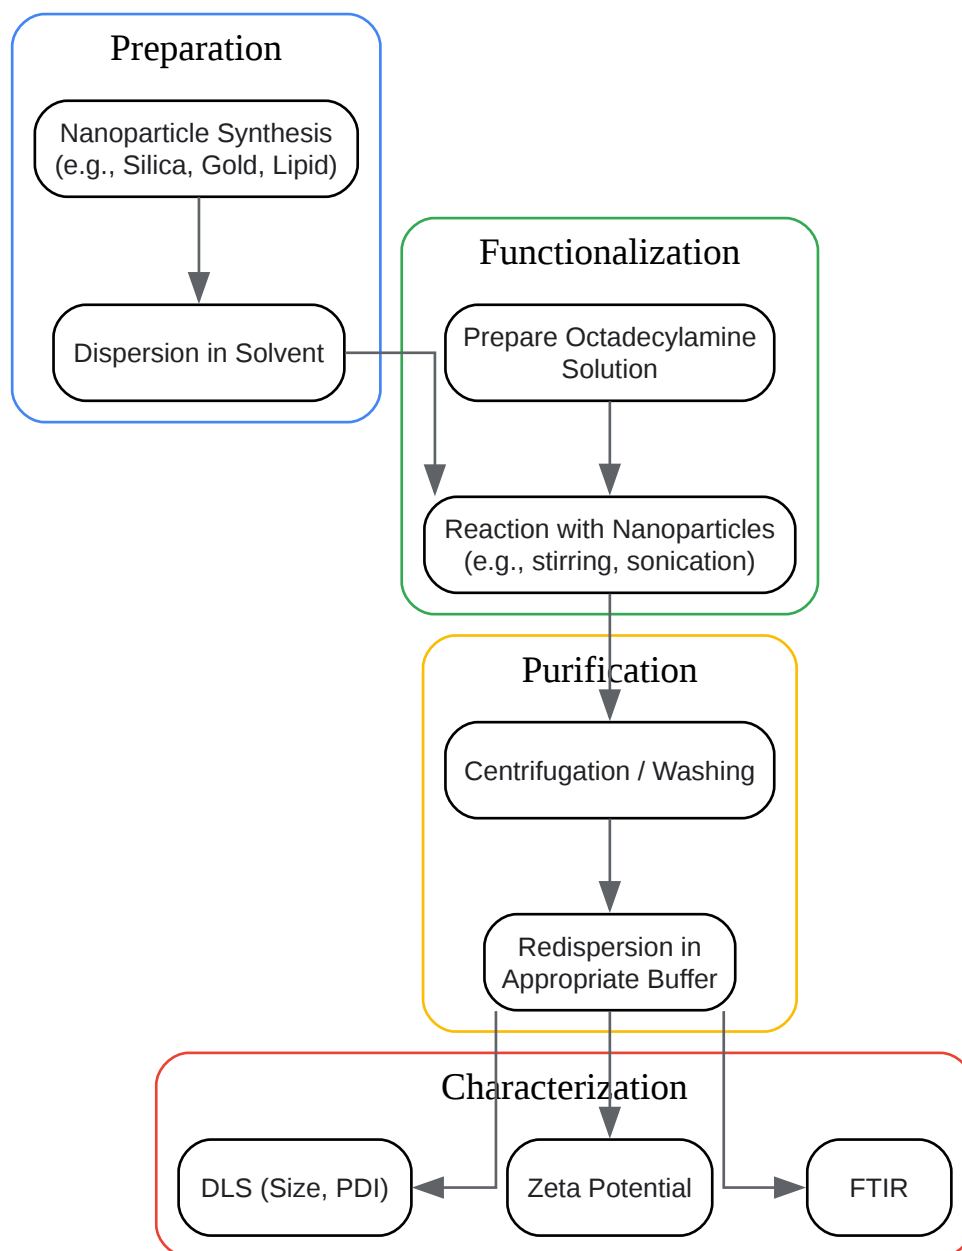 Preparation
Nanoparticle Synthesis
(e.g., Silica, Gold, Lipid)
Dispersion in Solvent
Functionalization
Prepare Octadecylamine
Solution
Reaction with Nanoparticles
(e.g., stirring, sonication)
Purification
Centrifugation / Washing
Redispersion in
Appropriate Buffer
Characterization
DLS (Size, PDI)
Zeta Potential
FTIR